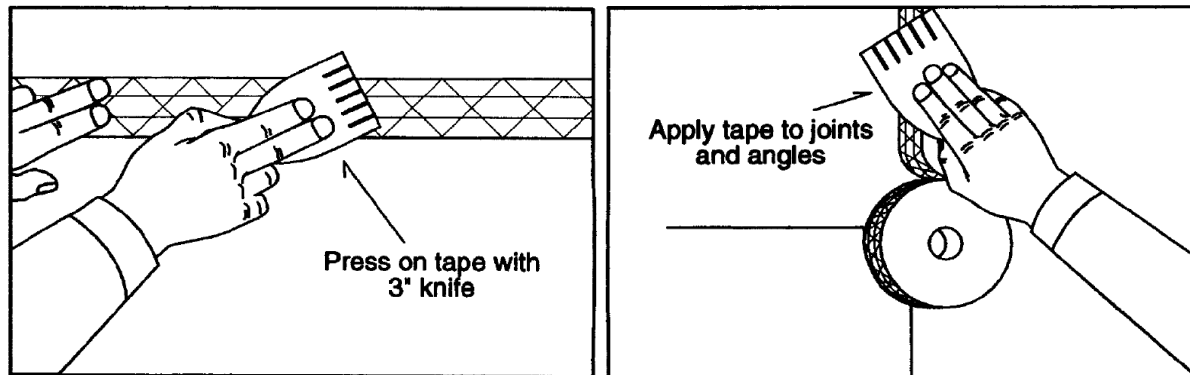 Press on tape with
3" knife
Apply tape to joints
and angles